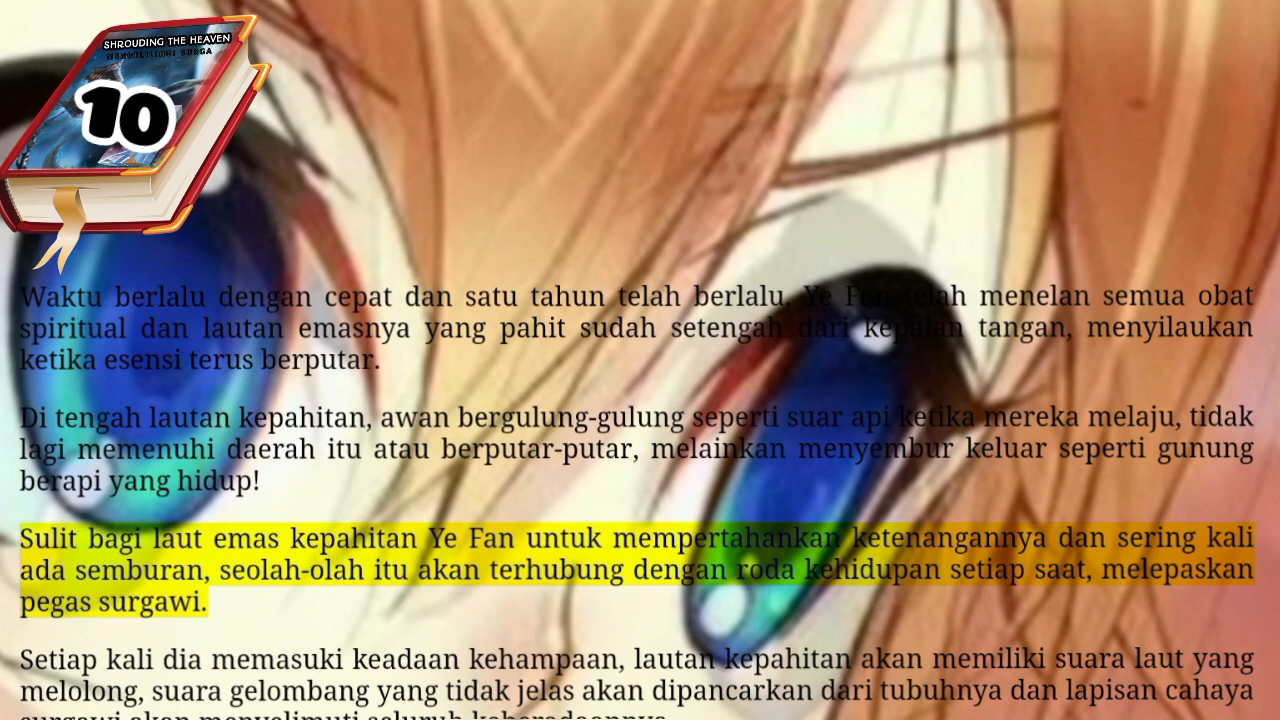 SHROUDING THE HEAVEN
10
Waktu berlalu dengan cepat dan satu tahun telah berlalu, Ye Fan telah menelan semua obat
spiritual dan lautan emasnya yang pahit sudah setengah dari kepalan tangan, menyilaukan
ketika esensi terus berputar.
Di tengah lautan kepahitan, awan bergulung-gulung seperti suar api ketika mereka melaju, tidak
lagi memenuhi daerah itu atau berputar-putar, melainkan menyembur keluar seperti gunung
berapi yang hidup!
Sulit bagi laut emas kepahitan Ye Fan untuk mempertahankan ketenangannya dan sering kali
ada semburan, seolah-olah itu akan terhubung dengan roda kehidupan setiap saat, melepaskan
pegas surgawi.
Setiap kali dia memasuki keadaan kehampaan, lautan kepahitan akan memiliki suara laut yang
melolong, suara gelombang yang tidak jelas akan dipancarkan dari tubuhnya dan lapisan cahaya
surgawi akan menyelimuti seluruh keberadaannya.